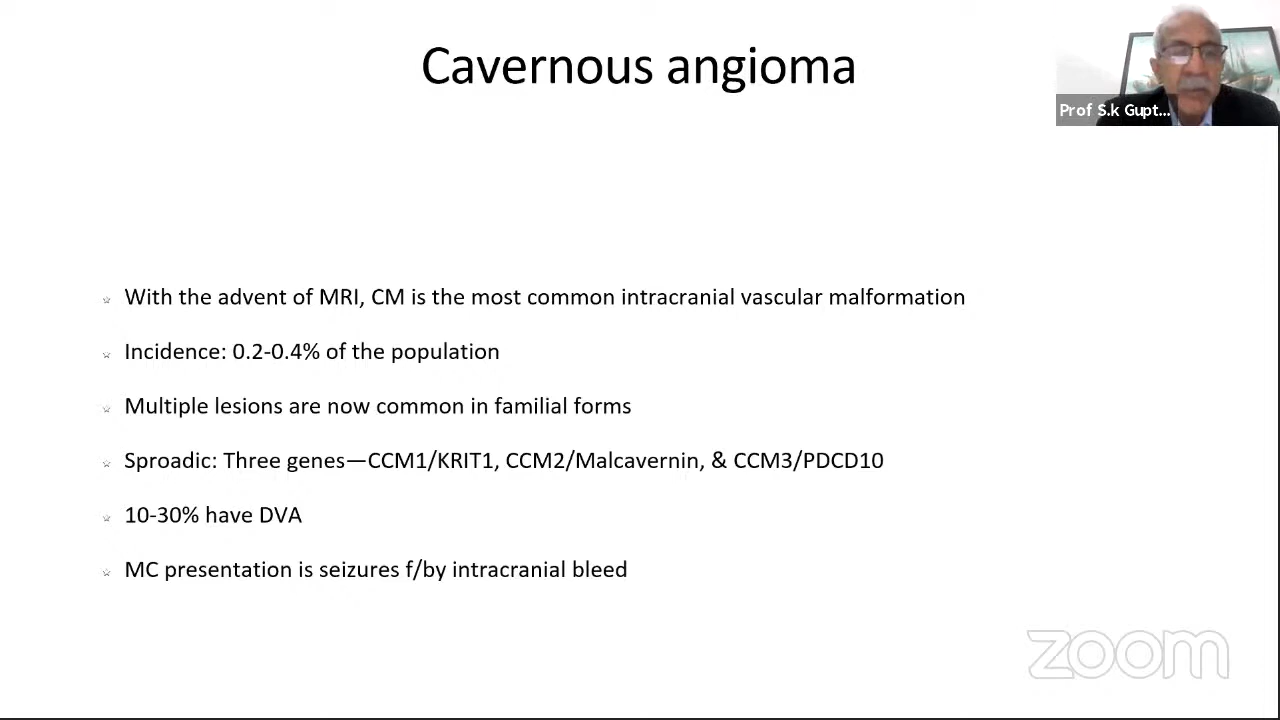 Cavernous angioma
Prof S.k Gupt...
With the advent of MRI, CM is the most common intracranial vascular malformation
Incidence: 0.2-0.4% of the population
Multiple lesions are now common in familial forms
Sproadic: Three genes—CCM1/KRIT1, CCM2/Malcavernin, & CCM3/PDCD10
10-30% have DVA
MC presentation is seizures f/by intracranial bleed
zoom